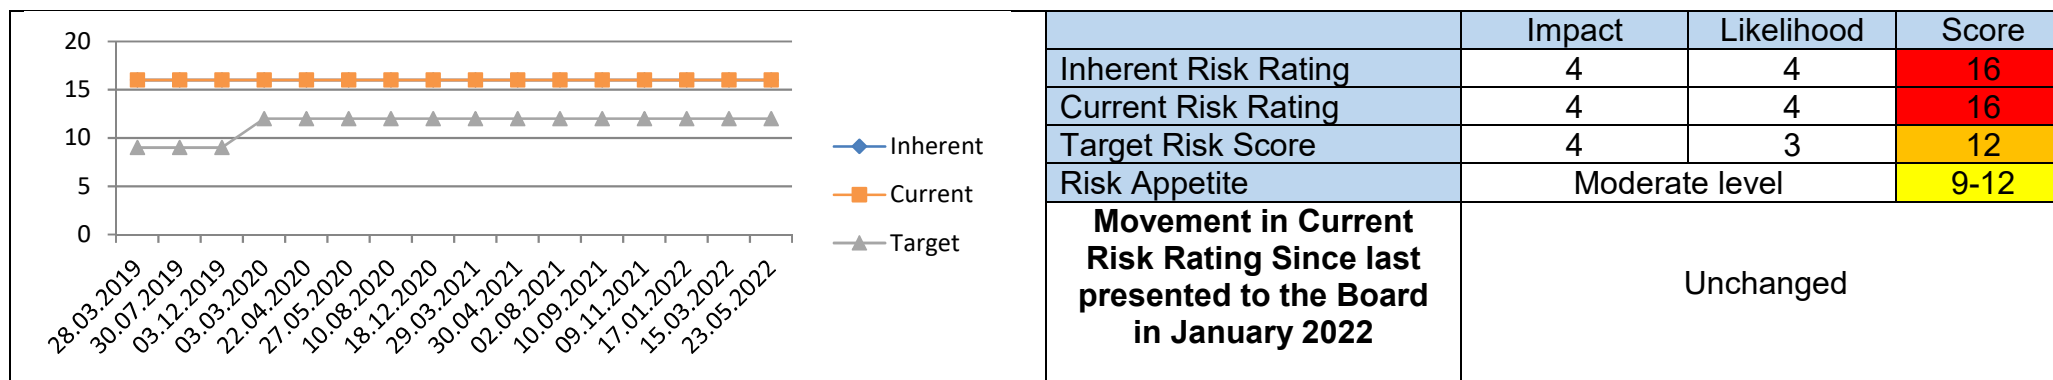 20
15
10
5
0
28.03.2019
30.07.2019
03.12.2019
03.03.2020
22.04.2020
27.05.2020
10.08.2020
18.12.2020
29.03.2021
30.04.2021
02.08.2021
10.09.2021
09.11.2021
17.01.2022
15.03.2022
23.05.2022
Inherent
Current
Target
Impact Likelihood Score
Inherent Risk Rating 4 4 16
Current Risk Rating 4 4 16
Target Risk Score 4 3 12
Risk Appetite Moderate level 9-12
Movement in Current
Risk Rating Since last
presented to the Board
in January 2022
Unchanged